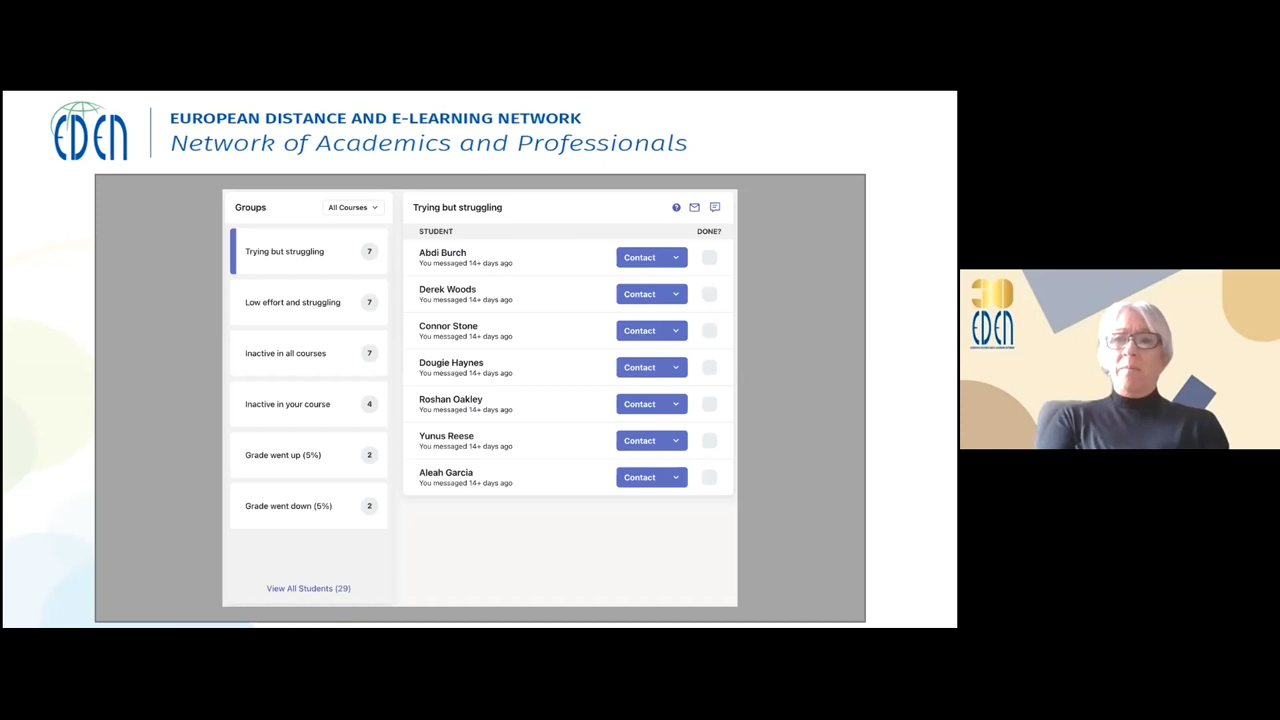 EDEN
EUROPEAN DISTANCE AND E-LEARNING NETWORK
Network of Academics and Professionals
Groups
All Courses
Trying but struggling
7
Low effort and struggling
7
Inactive in all courses
7
Inactive in your course
4
Grade went up (5%)
2
Grade went down (5%)
2
View All Students (29)
Trying but struggling
?
STUDENT
DONE?
Abdi Burch
You messaged 14+ days ago
Contact
Derek Woods
You messaged 14+ days ago
Contact
Connor Stone
You messaged 14+ days ago
Contact
Dougie Haynes
You messaged 14+ days ago
Contact
Roshan Oakley
You messaged 14+ days ago
Contact
Yunus Reese
You messaged 14+ days ago
Contact
Aleah Garcia
You messaged 14+ days ago
Contact
30
EDEN